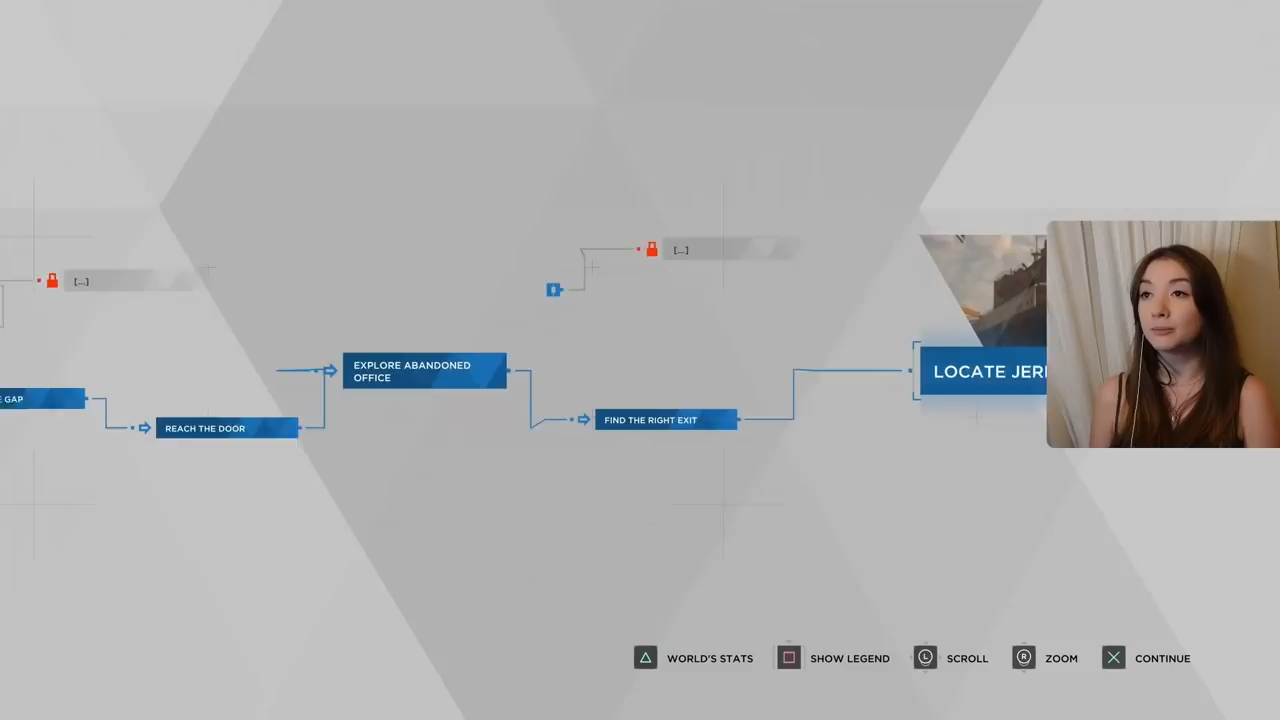 [...]
[...]
EXPLORE ABANDONED
OFFICE
LOCATE JER
GAP
REACH THE DOOR
FIND THE RIGHT EXIT
WORLD'S STATS
SHOW LEGEND
L
SCROLL
R
ZOOM
CONTINUE